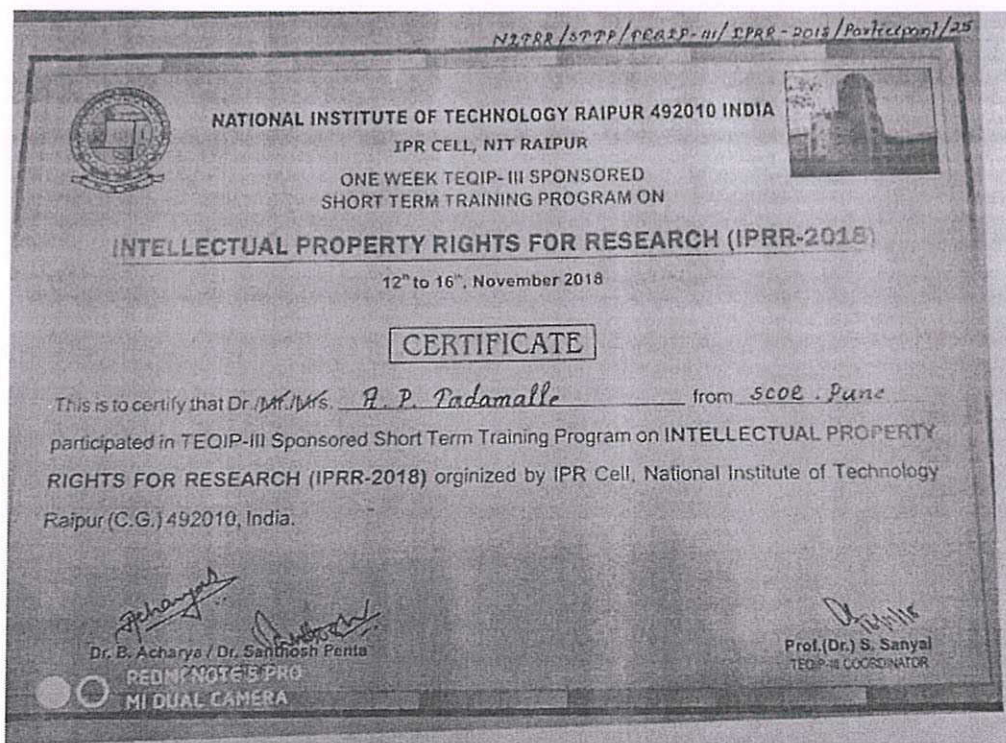 NITRR/STTP/TEQIP-III/IPRR-2018/Participant/25
NATIONAL INSTITUTE OF TECHNOLOGY RAIPUR 492010 INDIA
IPR CELL, NIT RAIPUR
ONE WEEK TEQIP-III SPONSORED
SHORT TERM TRAINING PROGRAM ON
INTELLECTUAL PROPERTY RIGHTS FOR RESEARCH (IPRR-2018)
12th to 16th, November 2018
CERTIFICATE
This is to certify that Dr./Mr./Mrs. A. P. Padamalle from SCOE. Pune
participated in TEQIP-III Sponsored Short Term Training Program on INTELLECTUAL PROPERTY
RIGHTS FOR RESEARCH (IPRR-2018) orginized by IPR Cell, National Institute of Technology
Raipur (C.G.) 492010, India.
Acharya
16/11/18
Dr. B. Acharya / Dr. Santhosh Penta
Prof.(Dr.) S. Sanyal
TEQIP-III COORDINATOR
REDMI NOTE 5 PRO
MI DUAL CAMERA